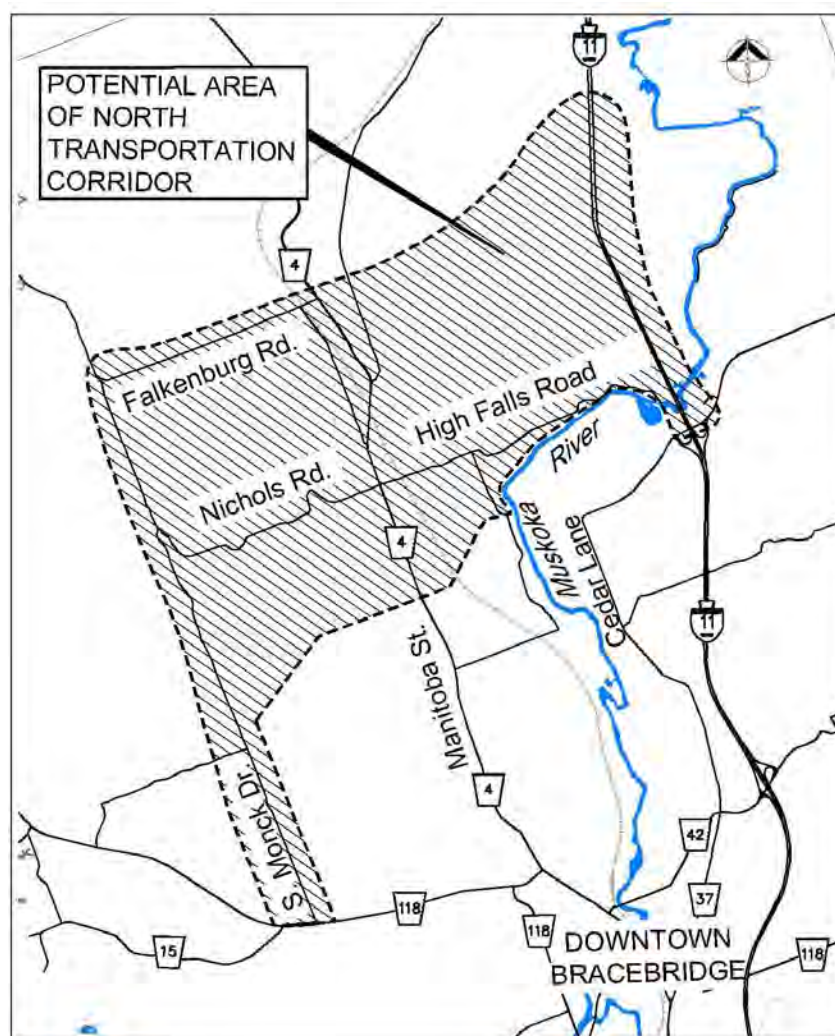 11
POTENTIAL AREA
OF NORTH
TRANSPORTATION
CORRIDOR
4
Falkenburg Rd.
High Falls Road
River
Nichols Rd.
Muskoka
4
Cedar Lane
11
Manitoba St.
S. Monck Dr.
4
42
118
37
15
118
DOWNTOWN
BRACEBRIDGE
118